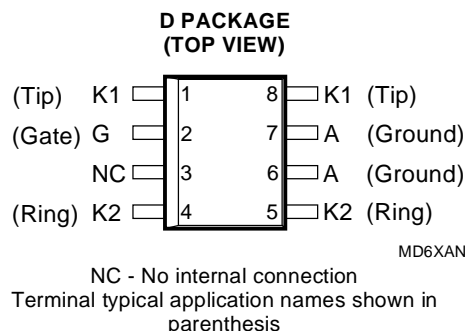 D PACKAGE
(TOP VIEW)
(Tip) K1 1 8 K1 (Tip)
(Gate) G 2 7 A (Ground)
NC 3 6 A (Ground)
(Ring) K2 4 5 K2 (Ring)
MD6XAN
NC - No internal connection
Terminal typical application names shown in
parenthesis